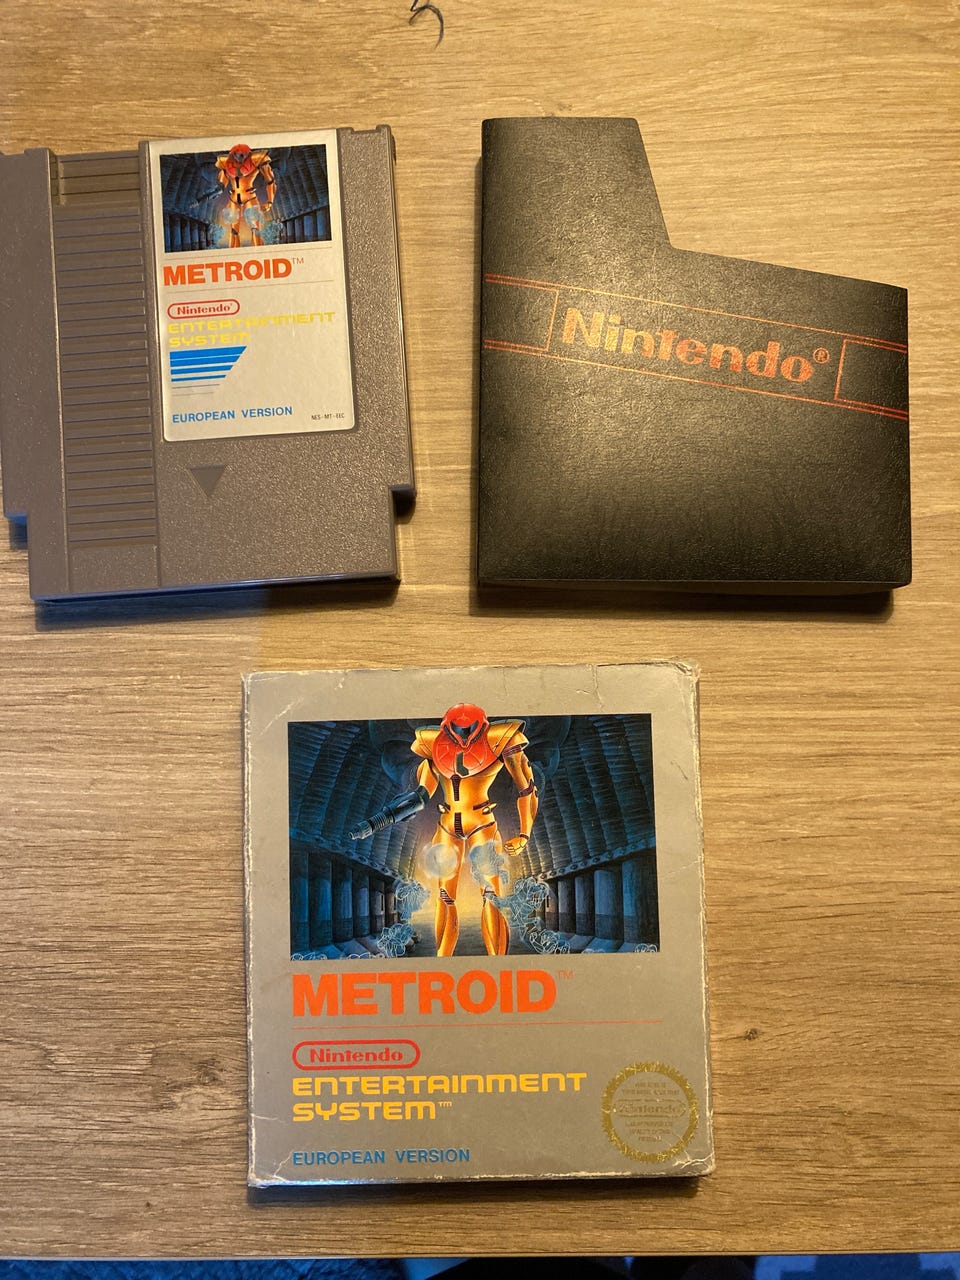 METROID™
Nintendo®
ENTERTAINMENT
SYSTEM
EUROPEAN VERSION
NES-MT-EEC
Nintendo®
METROID™
Nintendo
ENTERTAINMENT
SYSTEM™
EUROPEAN VERSION
Nintendo